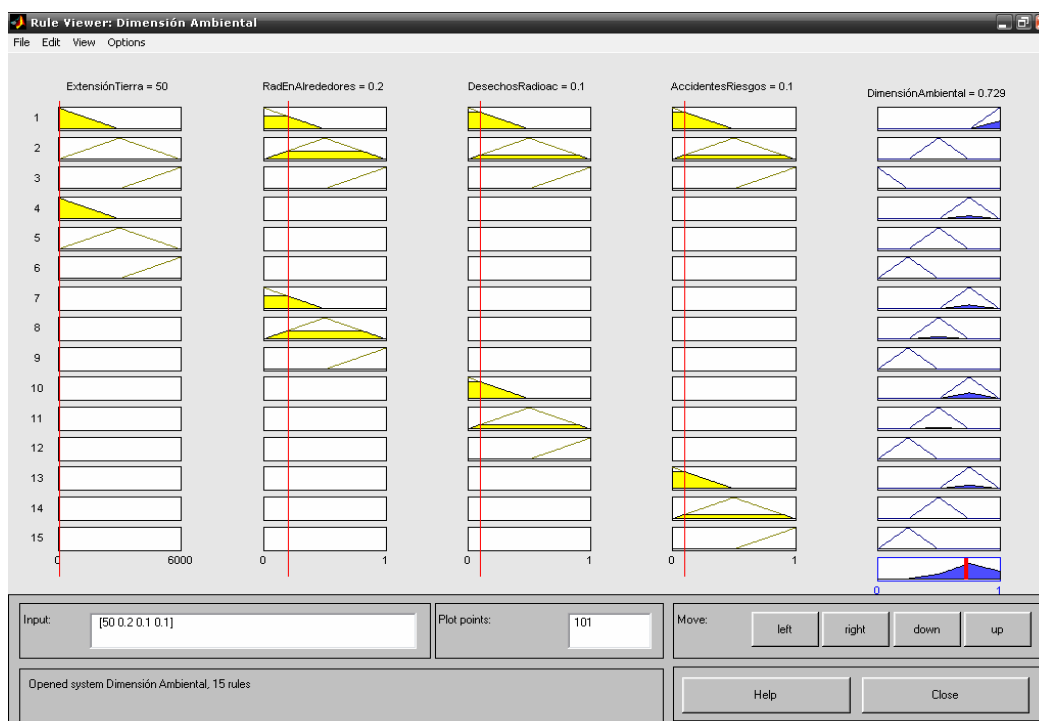 Rule Viewer: Dimensión Ambiental
File Edit View Options
ExtensiónTierra = 50
RadEnAlrededores = 0.2
DesechosRadioac = 0.1
AccidentesRiesgos = 0.1
DimensiónAmbiental = 0.729
1
2
3
4
5
6
7
8
9
10
11
12
13
14
15
0 6000
0 1
0 1
0 1
0 1
Input: [50 0.2 0.1 0.1]
Plot points: 101
Move: left right down up
Opened system Dimensión Ambiental, 15 rules
Help Close